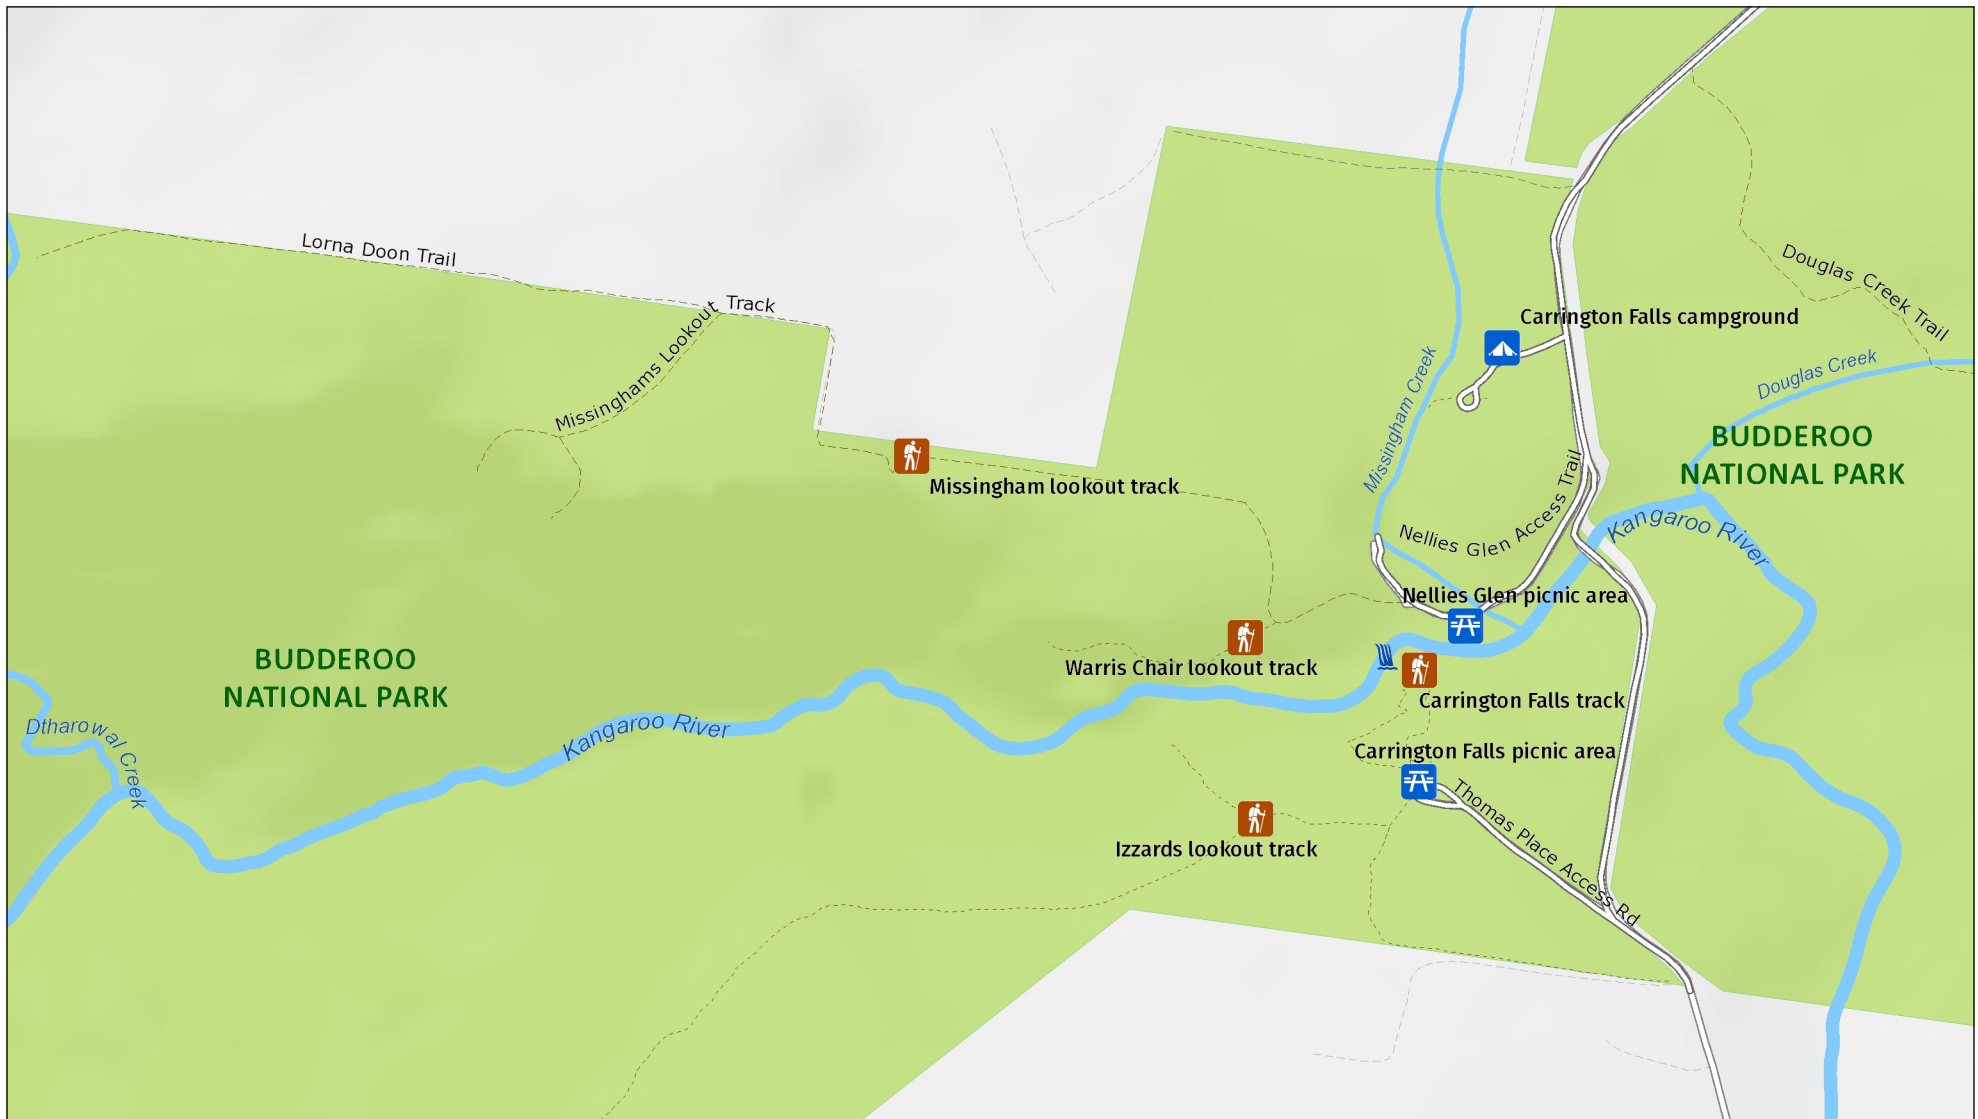 Lorna Doon Trail
Missinghams Lookout Track
Carrington Falls campground
Douglas Creek Trail
Douglas Creek
Missingham Creek
BUDDEROO
NATIONAL PARK
Missingham lookout track
Nellies Glen Access Trail
Kangaroo River
Nellies Glen picnic area
Warris Chair lookout track
BUDDEROO
NATIONAL PARK
Carrington Falls track
Dtharowal Creek
Kangaroo River
Carrington Falls picnic area
Thomas Place Access Rd
Izzards lookout track